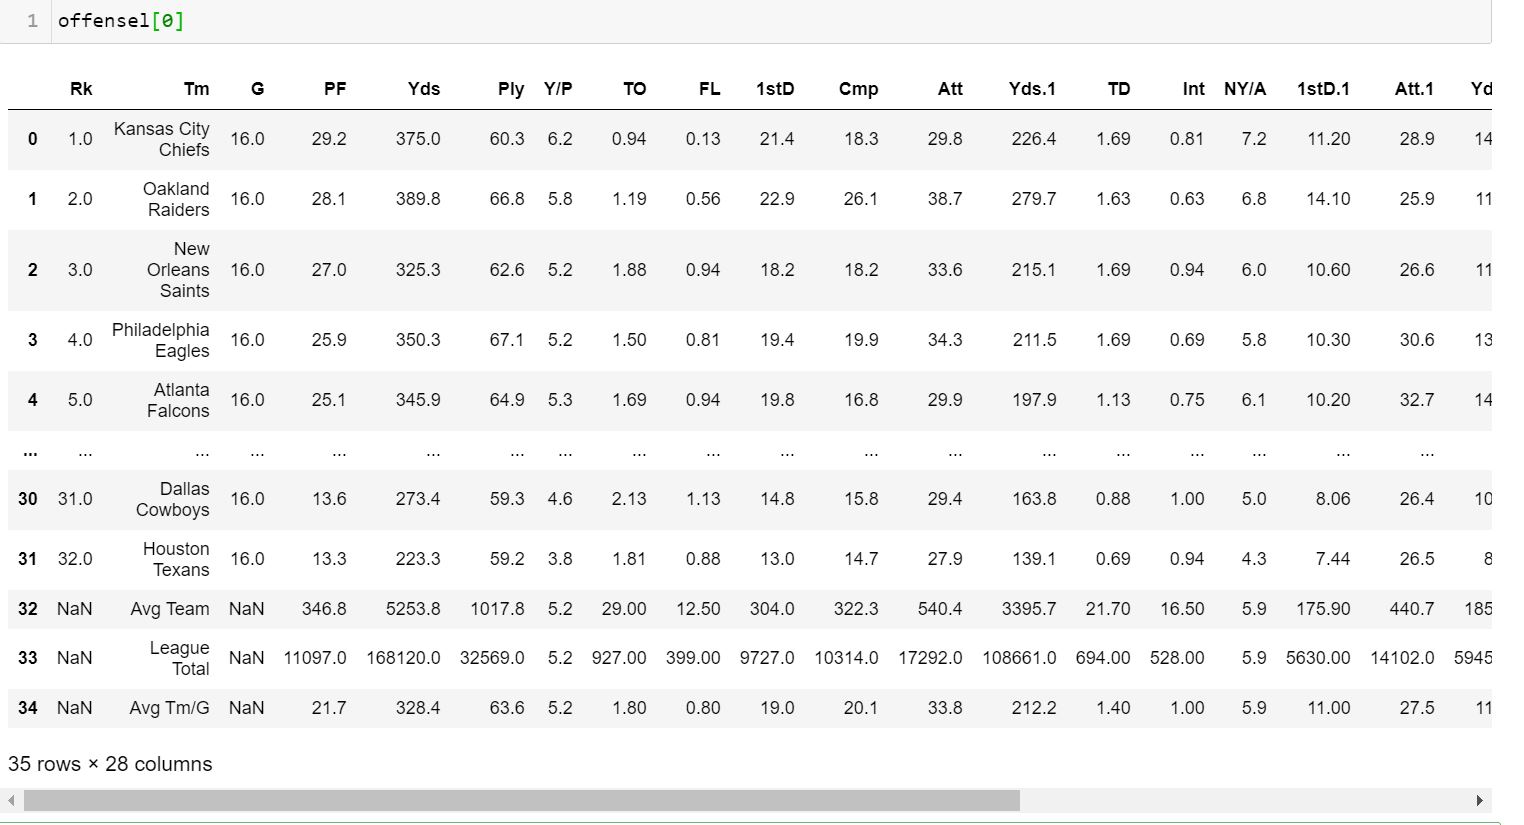 1 offensel[0]
Rk Tm G PF Yds Ply Y/P TO FL 1stD Cmp Att Yds.1 TD Int NY/A 1stD.1 Att.1 Yd
0 1.0 Kansas City Chiefs 16.0 29.2 375.0 60.3 6.2 0.94 0.13 21.4 18.3 29.8 226.4 1.69 0.81 7.2 11.20 28.9 14
1 2.0 Oakland Raiders 16.0 28.1 389.8 66.8 5.8 1.19 0.56 22.9 26.1 38.7 279.7 1.63 0.63 6.8 14.10 25.9 11
2 3.0 New Orleans Saints 16.0 27.0 325.3 62.6 5.2 1.88 0.94 18.2 18.2 33.6 215.1 1.69 0.94 6.0 10.60 26.6 11
3 4.0 Philadelphia Eagles 16.0 25.9 350.3 67.1 5.2 1.50 0.81 19.4 19.9 34.3 211.5 1.69 0.69 5.8 10.30 30.6 13
4 5.0 Atlanta Falcons 16.0 25.1 345.9 64.9 5.3 1.69 0.94 19.8 16.8 29.9 197.9 1.13 0.75 6.1 10.20 32.7 14
... ... ... ... ... ... ... ... ... ... ... ... ... ... ... ... ... ... ...
30 31.0 Dallas Cowboys 16.0 13.6 273.4 59.3 4.6 2.13 1.13 14.8 15.8 29.4 163.8 0.88 1.00 5.0 8.06 26.4 10
31 32.0 Houston Texans 16.0 13.3 223.3 59.2 3.8 1.81 0.88 13.0 14.7 27.9 139.1 0.69 0.94 4.3 7.44 26.5 8
32 NaN Avg Team NaN 346.8 5253.8 1017.8 5.2 29.00 12.50 304.0 322.3 540.4 3395.7 21.70 16.50 5.9 175.90 440.7 185
33 NaN League Total NaN 11097.0 168120.0 32569.0 5.2 927.00 399.00 9727.0 10314.0 17292.0 108661.0 694.00 528.00 5.9 5630.00 14102.0 5945
34 NaN Avg Tm/G NaN 21.7 328.4 63.6 5.2 1.80 0.80 19.0 20.1 33.8 212.2 1.40 1.00 5.9 11.00 27.5 11
35 rows × 28 columns